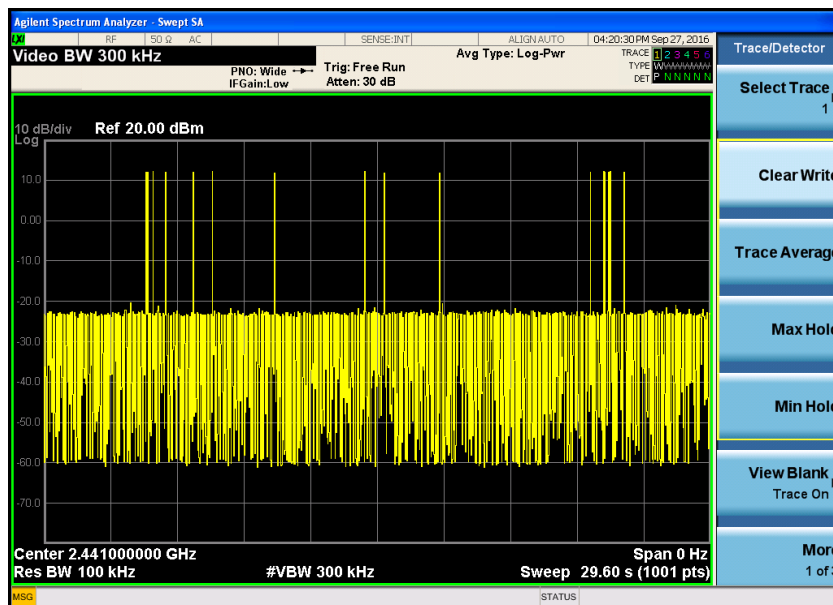 Agilent Spectrum Analyzer - Swept SA
LXI RF 50 Ω AC SENSE:INT ALIGN AUTO 04:20:30 PM Sep 27, 2016
Video BW 300 kHz
PNO: Wide
IFGain:Low
Trig: Free Run
Atten: 30 dB
Avg Type: Log-Pwr
TRACE 1 2 3 4 5 6
TYPE
DET P N N N N N
10 dB/div Ref 20.00 dBm
Log
10.0
0.00
-10.0
-20.0
-30.0
-40.0
-50.0
-60.0
-70.0
Center 2.441000000 GHz Span 0 Hz
Res BW 100 kHz #VBW 300 kHz Sweep 29.60 s (1001 pts)
MSG STATUS
Trace/Detector
Select Trace
1
Clear Write
Trace Average
Max Hold
Min Hold
View Blank
Trace On
More
1 of 3